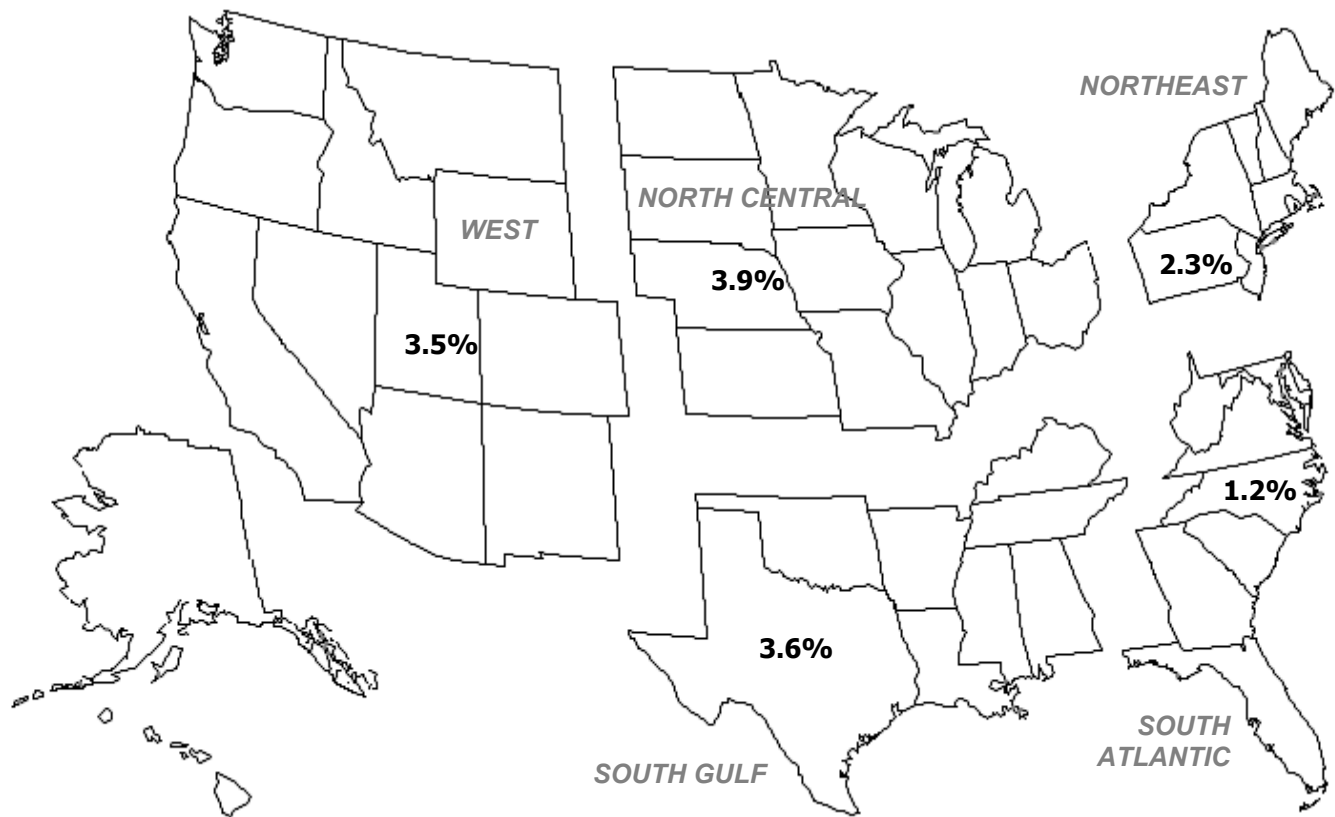 NORTHEAST
NORTH CENTRAL
WEST
2.3%
3.9%
3.5%
1.2%
3.6%
SOUTH
ATLANTIC
SOUTH GULF